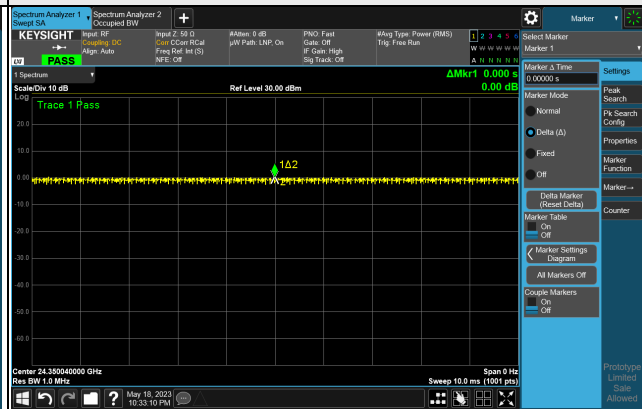 Spectrum Analyzer 1
Swept SA
Spectrum Analyzer 2
Occupied BW
Marker
KEYSIGHT
Input: RF
Coupling: DC
Align: Auto
Input Z: 50 Ω
Corr CCorr RCal
Freq Ref: Int (S)
NFE: Off
#Atten: 0 dB
µW Path: LNP, On
PNO: Fast
Gate: Off
IF Gain: High
Sig Track: Off
#Avg Type: Power (RMS)
Trig: Free Run
1 2 3 4 5 6
W W W W W W
A N N N N N
LXI
PASS
Select Marker
Marker 1
1 Spectrum
ΔMkr1 0.000 s
0.00 dB
Scale/Div 10 dB
Ref Level 30.00 dBm
Log
Trace 1 Pass
20.0
10.0
0.00
-10.0
-20.0
-30.0
-40.0
-50.0
-60.0
1Δ2
2
Center 24.350040000 GHz
Res BW 1.0 MHz
Span 0 Hz
Sweep 10.0 ms (1001 pts)
Marker Δ Time
0.00000 s
Marker Mode
Normal
Delta (Δ)
Fixed
Off
Delta Marker
(Reset Delta)
Marker Table
On
Off
Marker Settings
Diagram
All Markers Off
Couple Markers
On
Off
Settings
Peak
Search
Pk Search
Config
Properties
Marker
Function
Marker→
Counter
Prototype
Limited
Sale
Allowed
May 18, 2023
10:33:10 PM